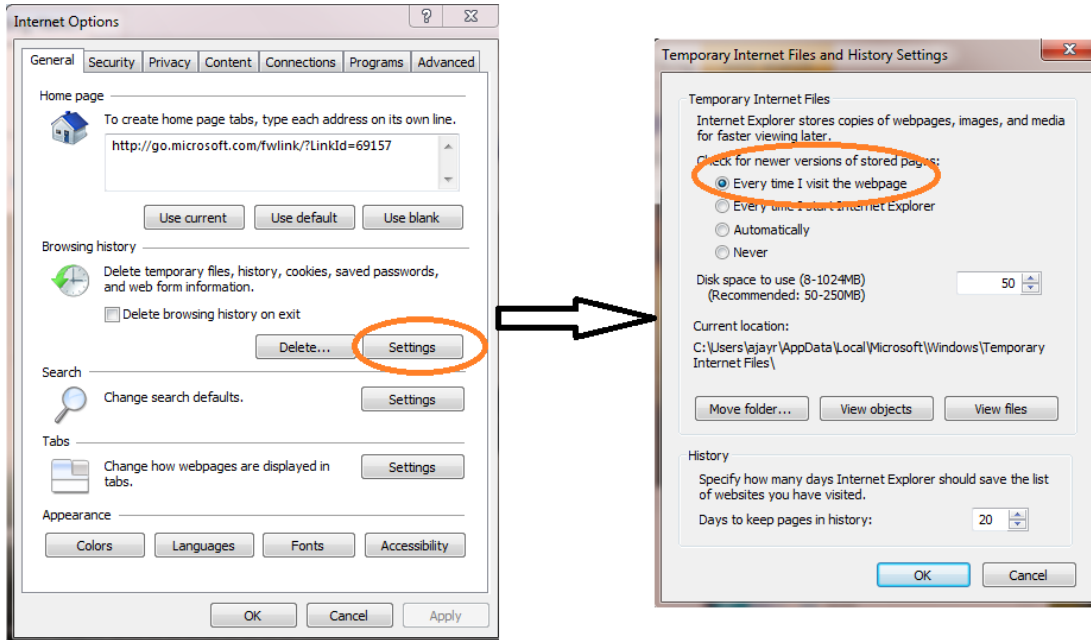 Internet Options
General Security Privacy Content Connections Programs Advanced
Home page
To create home page tabs, type each address on its own line.
http://go.microsoft.com/fwlink/?LinkId=69157
Use current Use default Use blank
Browsing history
Delete temporary files, history, cookies, saved passwords,
and web form information.
Delete browsing history on exit
Delete... Settings
Search
Change search defaults.
Settings
Tabs
Change how webpages are displayed in
tabs.
Settings
Appearance
Colors Languages Fonts Accessibility
OK Cancel Apply
Temporary Internet Files and History Settings
Temporary Internet Files
Internet Explorer stores copies of webpages, images, and media
for faster viewing later.
Check for newer versions of stored pages:
Every time I visit the webpage
Every time I start Internet Explorer
Automatically
Never
Disk space to use (8-1024MB)
(Recommended: 50-250MB)
50
Current location:
C:\Users\ajayr\AppData\Local\Microsoft\Windows\Temporary
Internet Files\
Move folder... View objects View files
History
Specify how many days Internet Explorer should save the list
of websites you have visited.
Days to keep pages in history: 20
OK Cancel